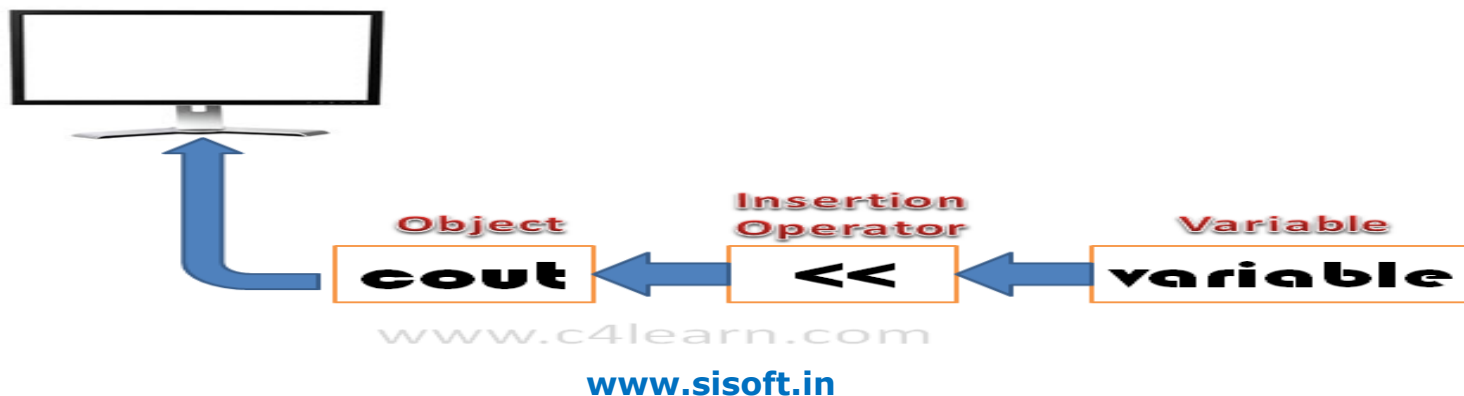 Object
Insertion
Operator
Variable
cout
<<
variable
www.c4learn.com
www.sisoft.in